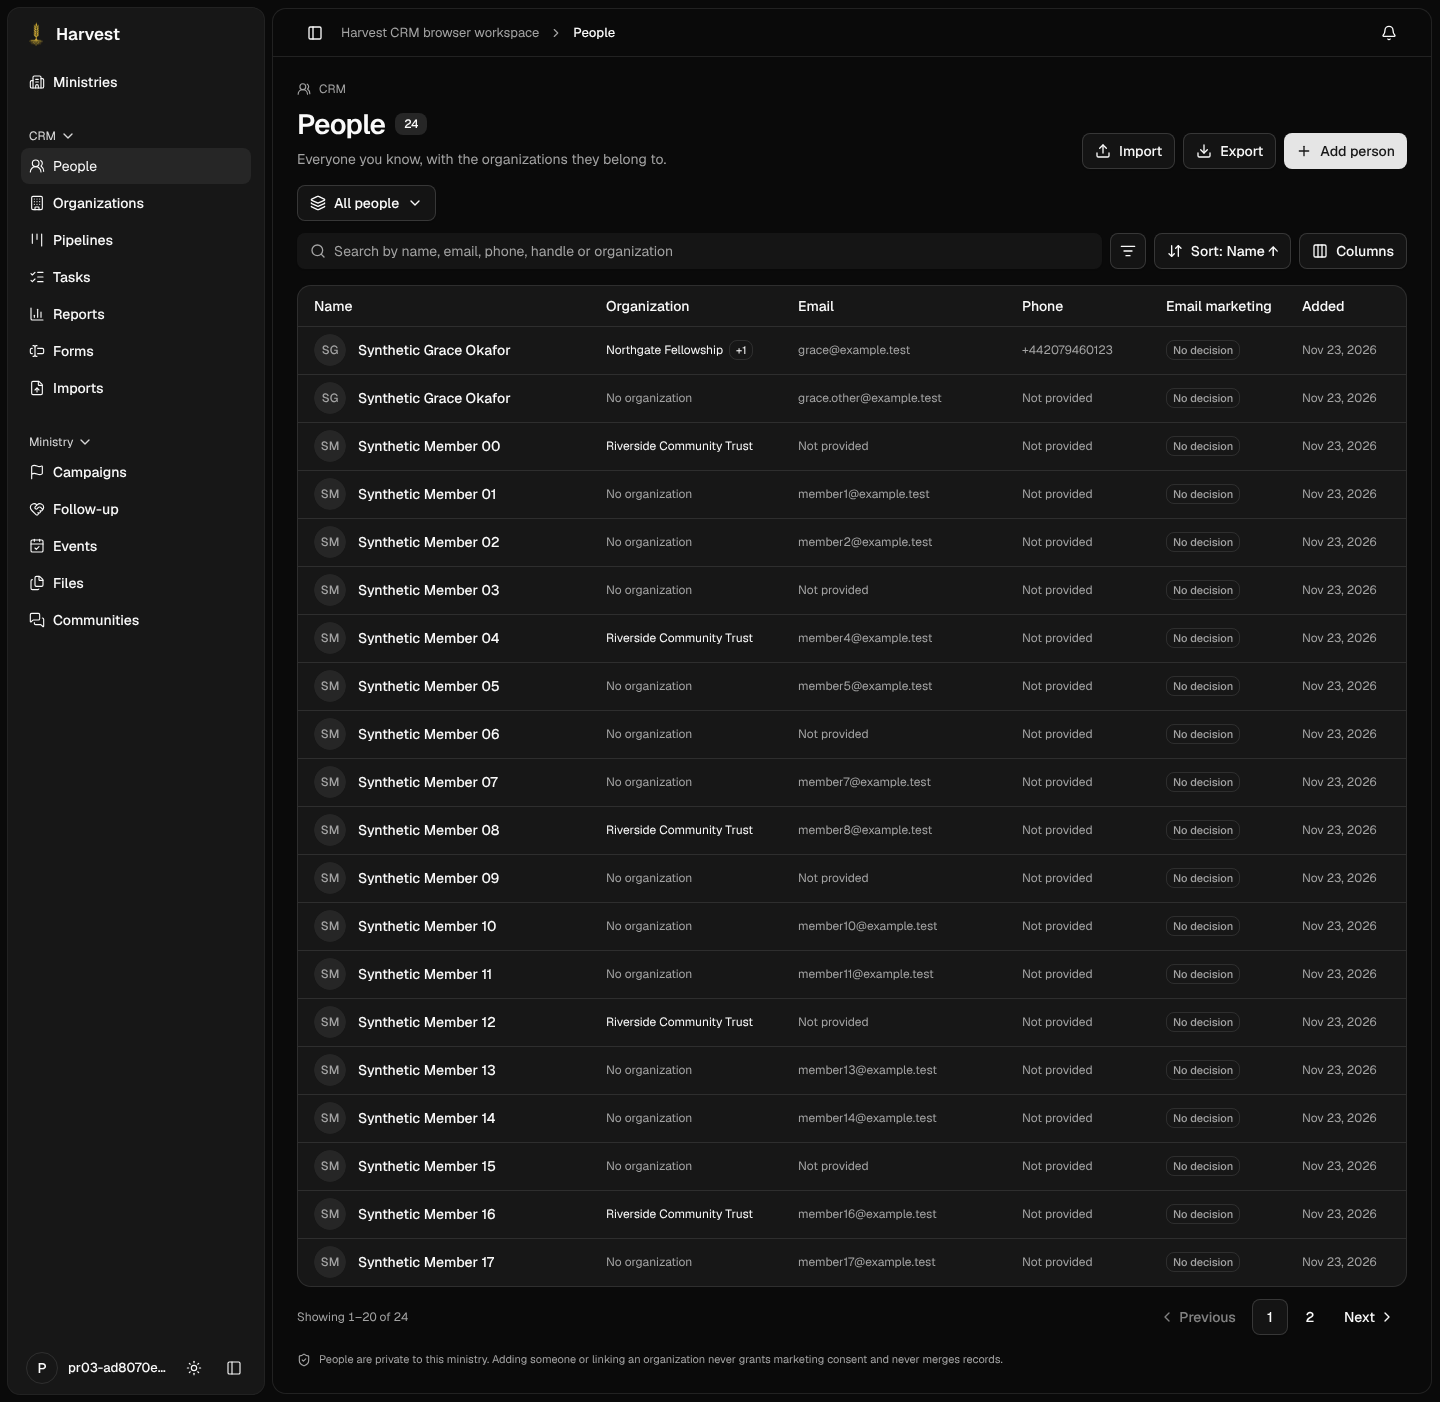 Harvest
Ministries
CRM
People
Organizations
Pipelines
Tasks
Reports
Forms
Imports
Ministry
Campaigns
Follow-up
Events
Files
Communities
P pr03-ad8070e...
Harvest CRM browser workspace > People
CRM
People 24
Everyone you know, with the organizations they belong to.
Import Export + Add person
All people
Search by name, email, phone, handle or organization
Sort: Name ↑ Columns
Name Organization Email Phone Email marketing Added
SG Synthetic Grace Okafor Northgate Fellowship +1 grace@example.test +442079460123 No decision Nov 23, 2026
SG Synthetic Grace Okafor No organization grace.other@example.test Not provided No decision Nov 23, 2026
SM Synthetic Member 00 Riverside Community Trust Not provided Not provided No decision Nov 23, 2026
SM Synthetic Member 01 No organization member1@example.test Not provided No decision Nov 23, 2026
SM Synthetic Member 02 No organization member2@example.test Not provided No decision Nov 23, 2026
SM Synthetic Member 03 No organization Not provided Not provided No decision Nov 23, 2026
SM Synthetic Member 04 Riverside Community Trust member4@example.test Not provided No decision Nov 23, 2026
SM Synthetic Member 05 No organization member5@example.test Not provided No decision Nov 23, 2026
SM Synthetic Member 06 No organization Not provided Not provided No decision Nov 23, 2026
SM Synthetic Member 07 No organization member7@example.test Not provided No decision Nov 23, 2026
SM Synthetic Member 08 Riverside Community Trust member8@example.test Not provided No decision Nov 23, 2026
SM Synthetic Member 09 No organization Not provided Not provided No decision Nov 23, 2026
SM Synthetic Member 10 No organization member10@example.test Not provided No decision Nov 23, 2026
SM Synthetic Member 11 No organization member11@example.test Not provided No decision Nov 23, 2026
SM Synthetic Member 12 Riverside Community Trust Not provided Not provided No decision Nov 23, 2026
SM Synthetic Member 13 No organization member13@example.test Not provided No decision Nov 23, 2026
SM Synthetic Member 14 No organization member14@example.test Not provided No decision Nov 23, 2026
SM Synthetic Member 15 No organization Not provided Not provided No decision Nov 23, 2026
SM Synthetic Member 16 Riverside Community Trust member16@example.test Not provided No decision Nov 23, 2026
SM Synthetic Member 17 No organization member17@example.test Not provided No decision Nov 23, 2026
Showing 1–20 of 24 Previous 1 2 Next
People are private to this ministry. Adding someone or linking an organization never grants marketing consent and never merges records.